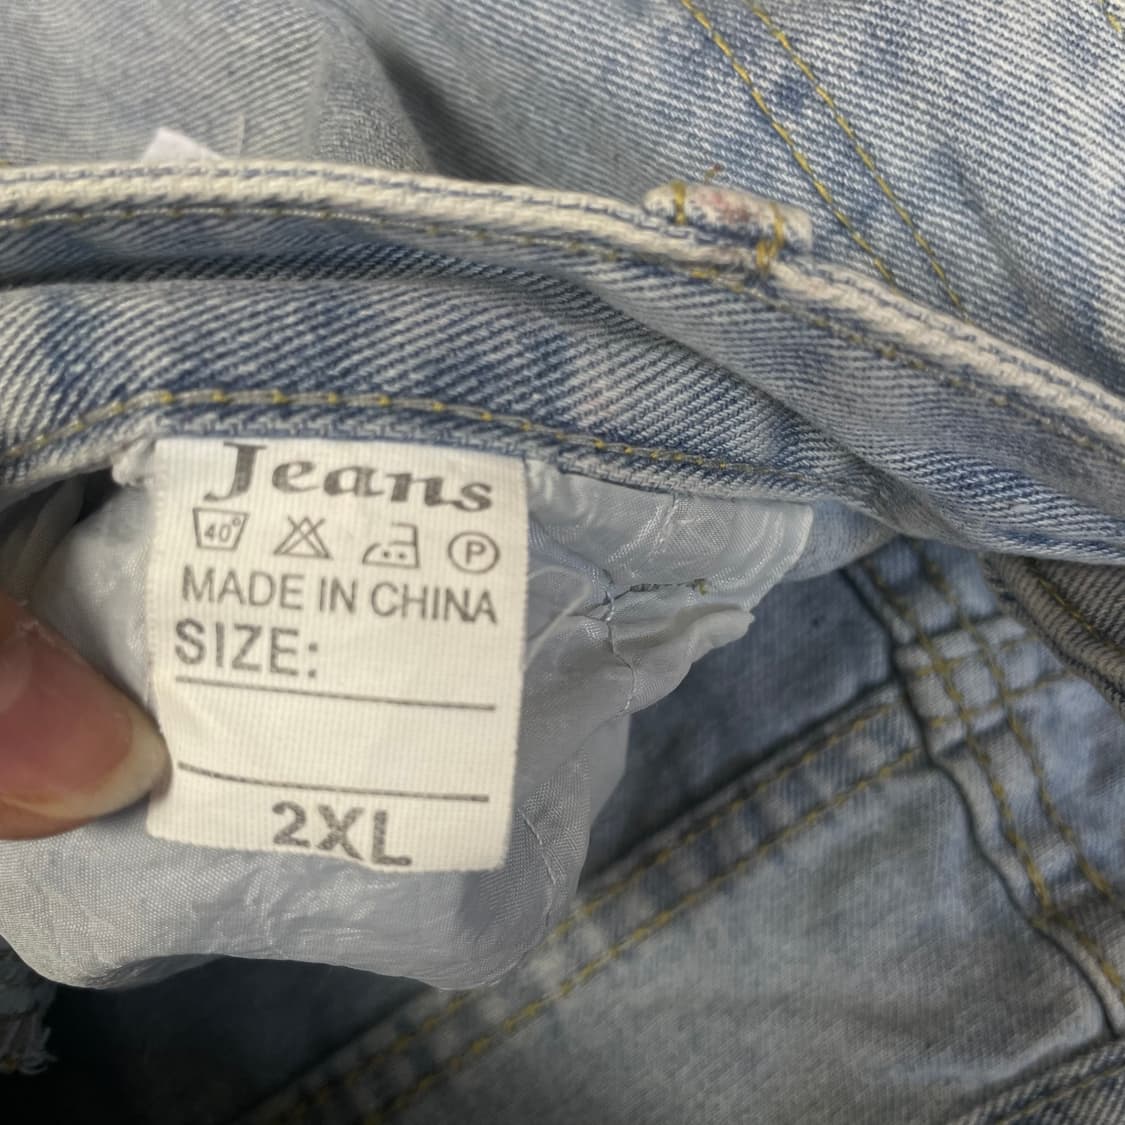 Jeans
40° P
MADE IN CHINA
SIZE:
2XL